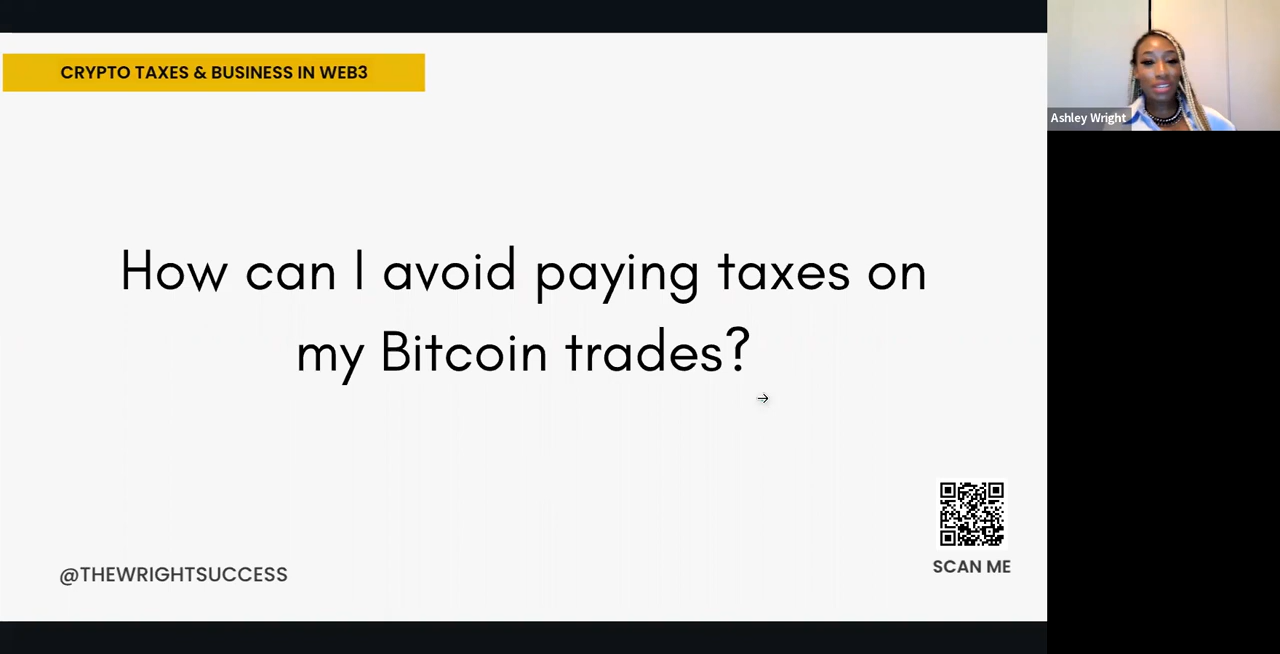 CRYPTO TAXES & BUSINESS IN WEB3
Ashley Wright
How can I avoid paying taxes on
my Bitcoin trades?
@THEWRIGHTSUCCESS
SCAN ME